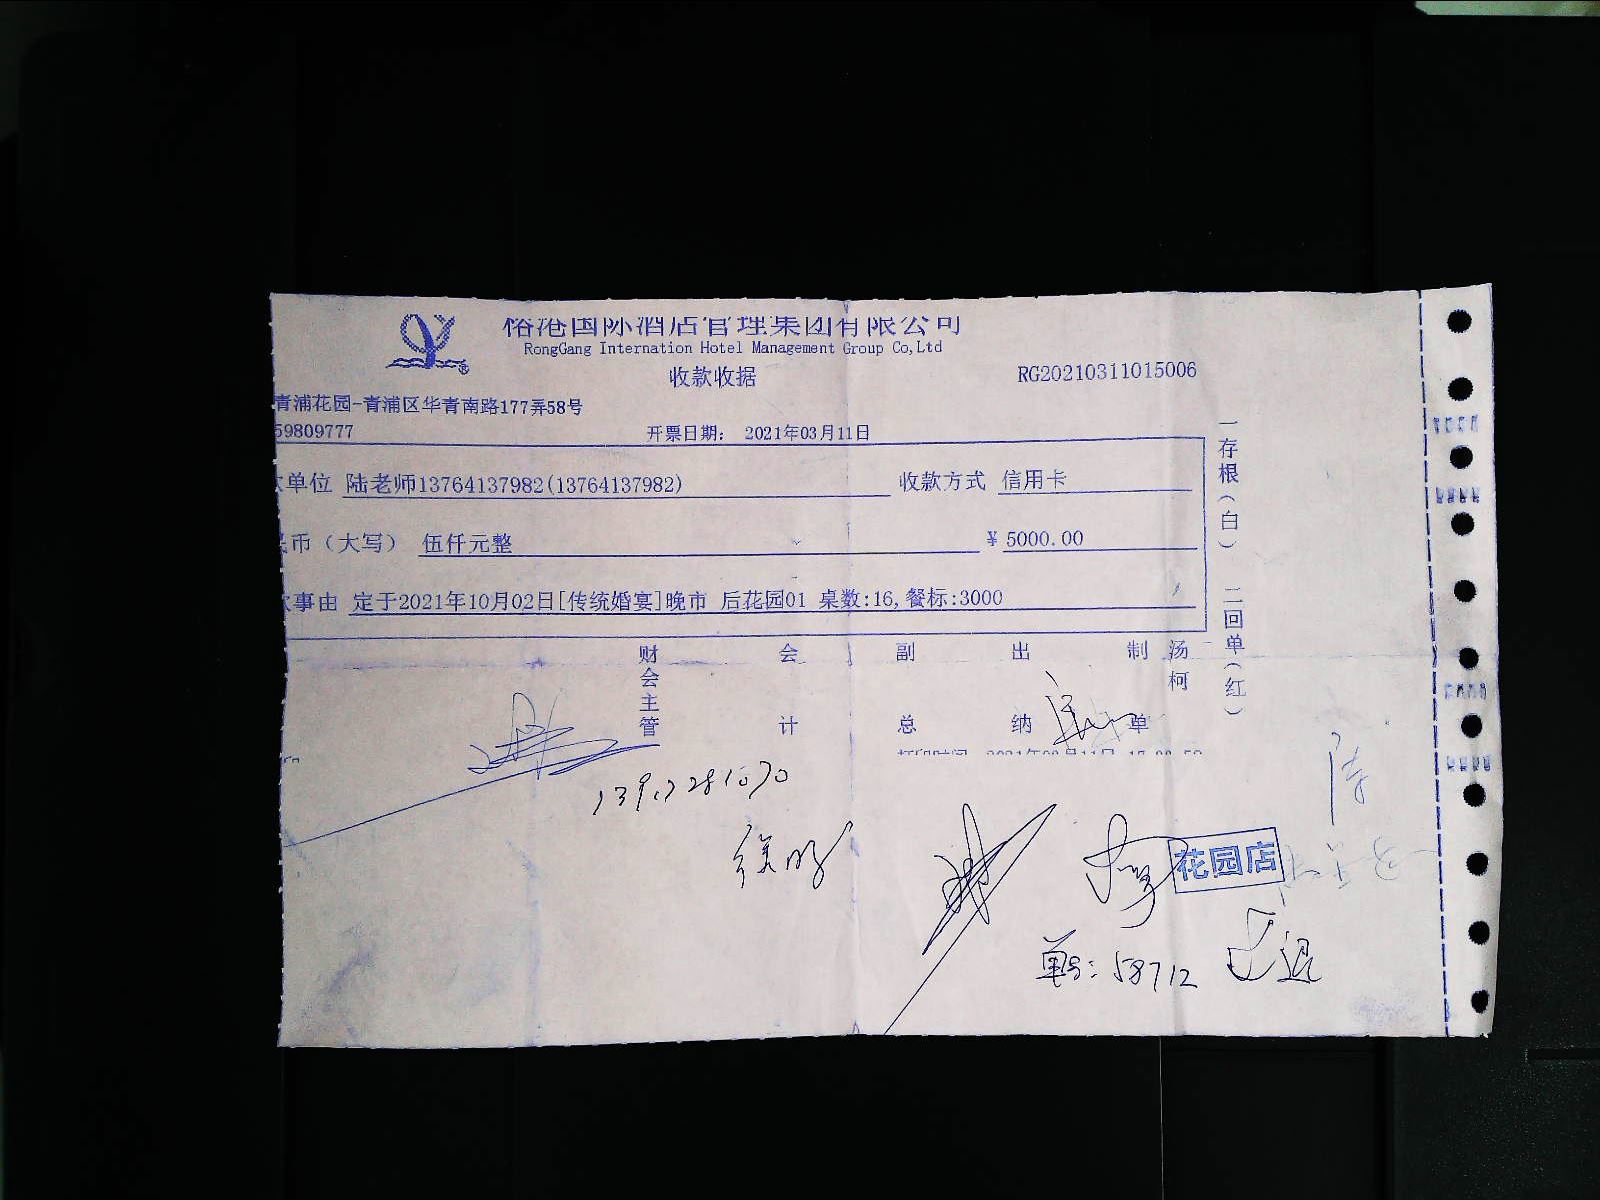 榕港国际酒店管理集团有限公司
RongGang Internation Hotel Management Group Co,Ltd
收款收据
RG20210311015006
青浦花园-青浦区华青南路177弄58号
59809777
开票日期: 2021年03月11日
单位 陆老师13764137982(13764137982) 收款方式 信用卡
民币（大写） 伍仟元整 ¥ 5000.00
事由 定于2021年10月02日[传统婚宴]晚市 后花园01 桌数:16,餐标:3000
财会主管 会计 副总 出纳 制单 汤柯
一存根（白） 二回单（红）
花园店
单号: 58712 已退